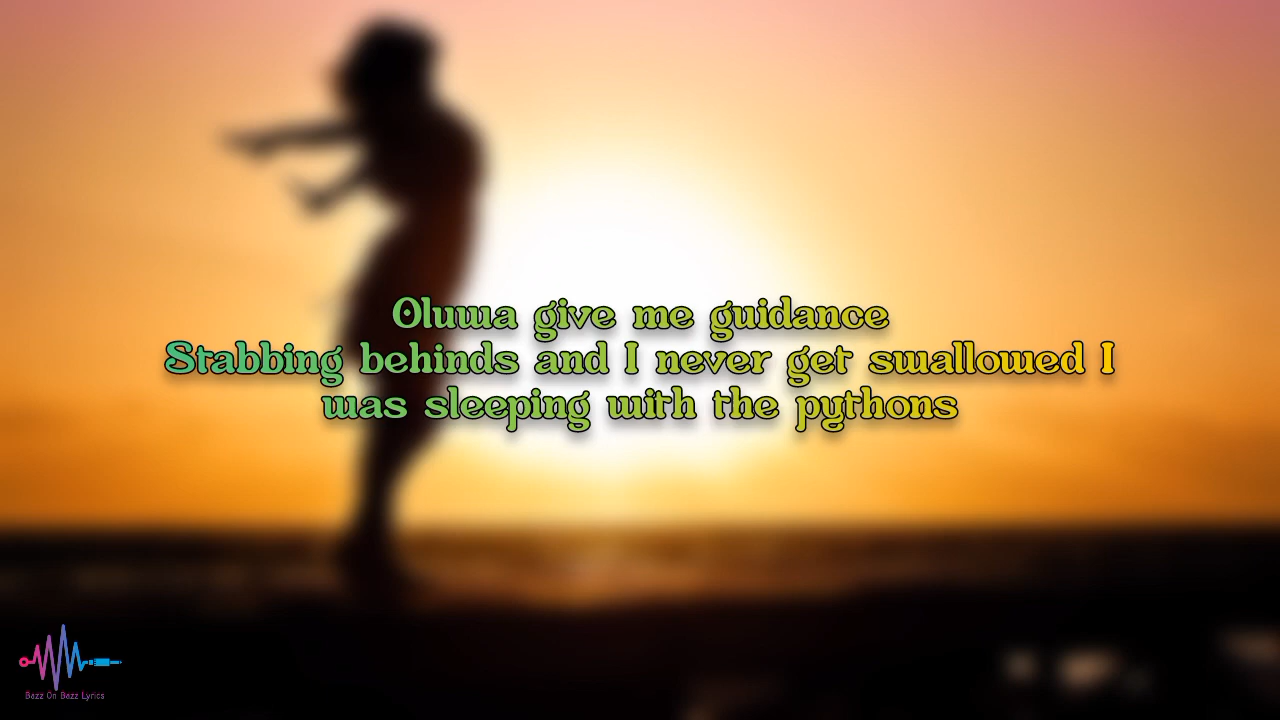 Oluwa give me guidance
Stabbing behinds and I never get swallowed I
was sleeping with the pythons
Bazz On Bazz Lyrics